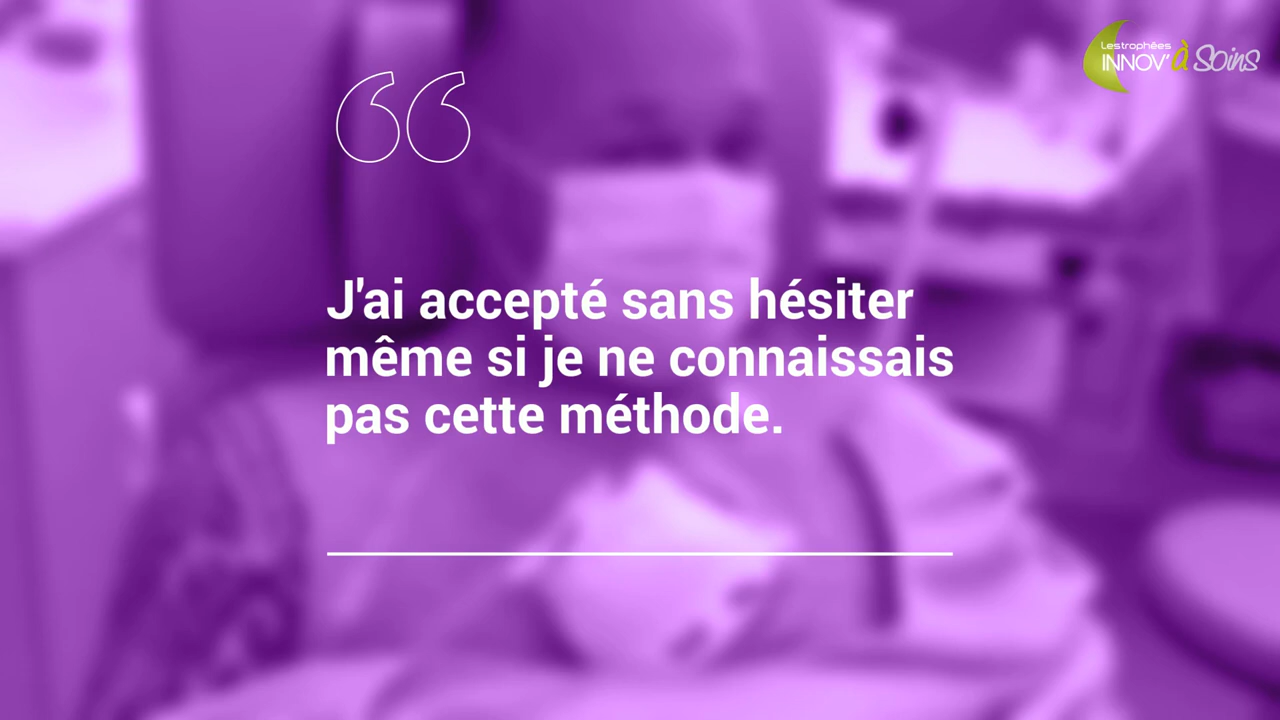 Les trophées
INNOV' à Soins
“
J'ai accepté sans hésiter
même si je ne connaissais
pas cette méthode.